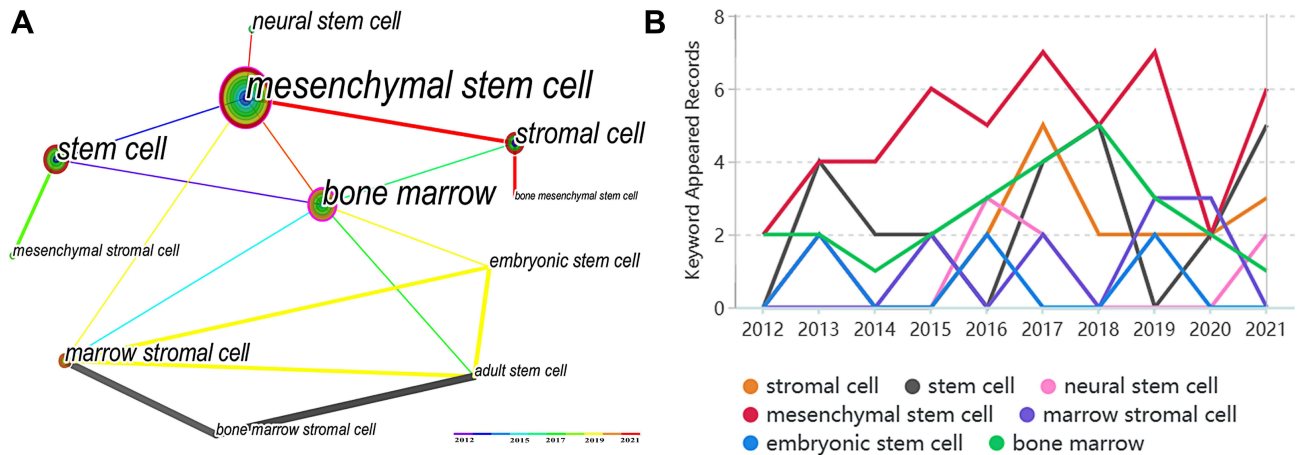 A
neural stem cell
mesenchymal stem cell
stromal cell
stem cell
bone marrow
bone mesenchymal stem cell
mesenchymal stromal cell
embryonic stem cell
marrow stromal cell
adult stem cell
bone marrow stromal cell
2012 2015 2017 2019 2021
B
Keyword Appeared Records
8
6
4
2
0
2012 2013 2014 2015 2016 2017 2018 2019 2020 2021
stromal cell stem cell neural stem cell
mesenchymal stem cell marrow stromal cell
embryonic stem cell bone marrow